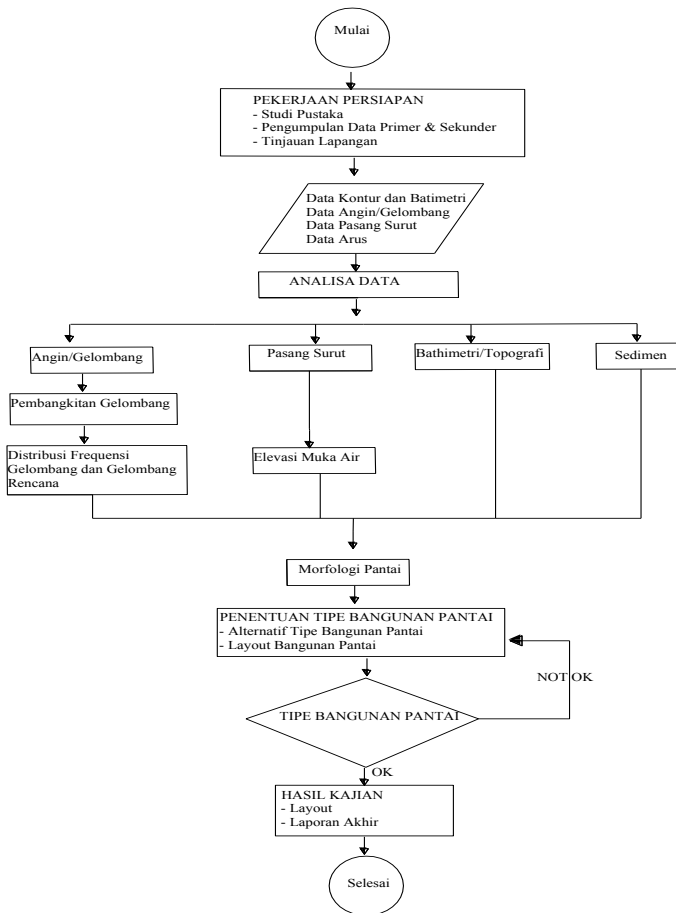 Mulai
PEKERJAAN PERSIAPAN
- Studi Pustaka
- Pengumpulan Data Primer & Sekunder
- Tinjauan Lapangan
Data Kontur dan Batimetri
Data Angin/Gelombang
Data Pasang Surut
Data Arus
ANALISA DATA
Angin/Gelombang
Pasang Surut
Bathimetri/Topografi
Sedimen
Pembangkitan Gelombang
Distribusi Frekuensi
Gelombang dan Gelombang
Rencana
Elevasi Muka Air
Morfologi Pantai
PENENTUAN TIPE BANGUNAN PANTAI
- Alternatif Tipe Bangunan Pantai
- Layout Bangunan Pantai
NOT OK
TIPE BANGUNAN PANTAI
OK
HASIL KAJIAN
- Layout
- Laporan Akhir
Selesai